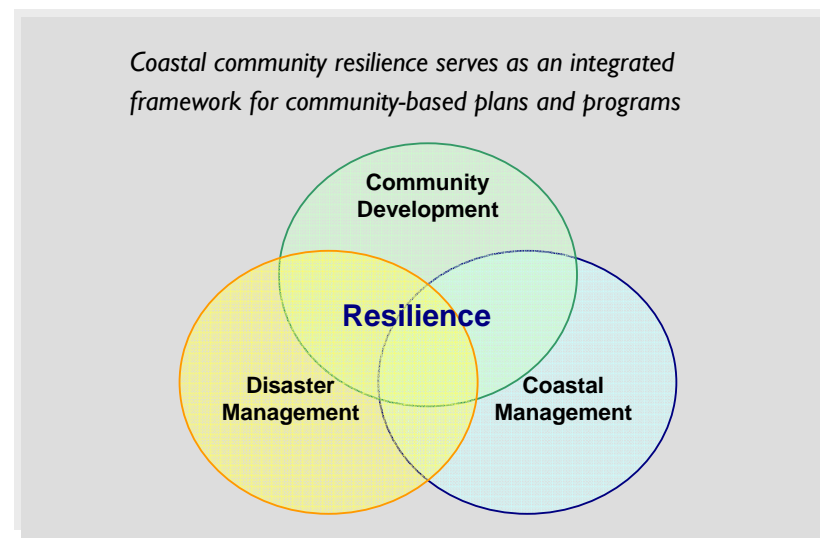 Coastal community resilience serves as an integrated
framework for community-based plans and programs
Community
Development
Resilience
Disaster
Management
Coastal
Management